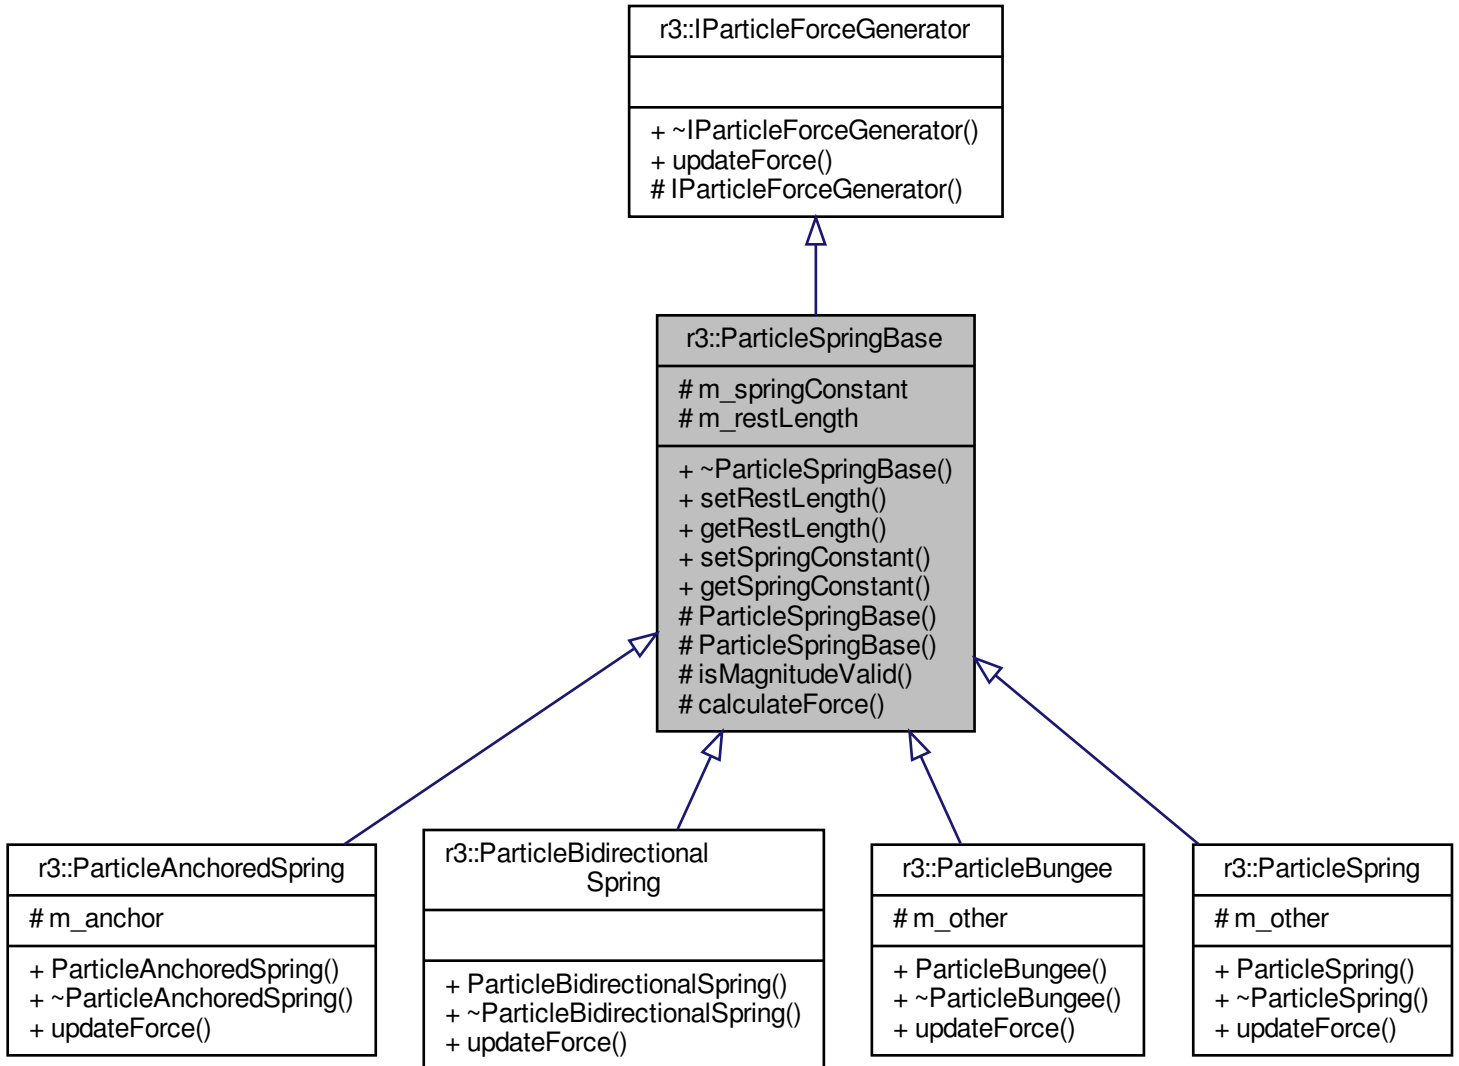 r3::IParticleForceGenerator
+ ~IParticleForceGenerator()
+ updateForce()
# IParticleForceGenerator()
r3::ParticleSpringBase
# m_springConstant
# m_restLength
+ ~ParticleSpringBase()
+ setRestLength()
+ getRestLength()
+ setSpringConstant()
+ getSpringConstant()
# ParticleSpringBase()
# ParticleSpringBase()
# isMagnitudeValid()
# calculateForce()
r3::ParticleAnchoredSpring
# m_anchor
+ ParticleAnchoredSpring()
+ ~ParticleAnchoredSpring()
+ updateForce()
r3::ParticleBidirectional
Spring
+ ParticleBidirectionalSpring()
+ ~ParticleBidirectionalSpring()
+ updateForce()
r3::ParticleBungee
# m_other
+ ParticleBungee()
+ ~ParticleBungee()
+ updateForce()
r3::ParticleSpring
# m_other
+ ParticleSpring()
+ ~ParticleSpring()
+ updateForce()